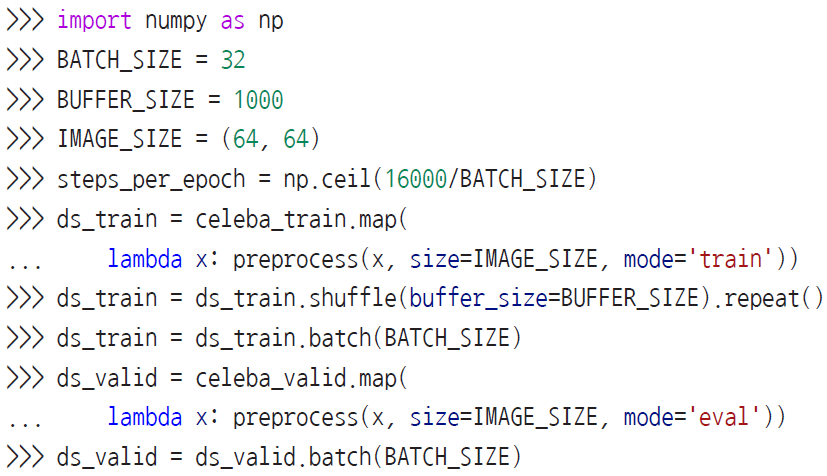 >>> import numpy as np
>>> BATCH_SIZE = 32
>>> BUFFER_SIZE = 1000
>>> IMAGE_SIZE = (64, 64)
>>> steps_per_epoch = np.ceil(16000/BATCH_SIZE)
>>> ds_train = celeba_train.map(
...     lambda x: preprocess(x, size=IMAGE_SIZE, mode='train'))
>>> ds_train = ds_train.shuffle(buffer_size=BUFFER_SIZE).repeat()
>>> ds_train = ds_train.batch(BATCH_SIZE)
>>> ds_valid = celeba_valid.map(
...     lambda x: preprocess(x, size=IMAGE_SIZE, mode='eval'))
>>> ds_valid = ds_valid.batch(BATCH_SIZE)